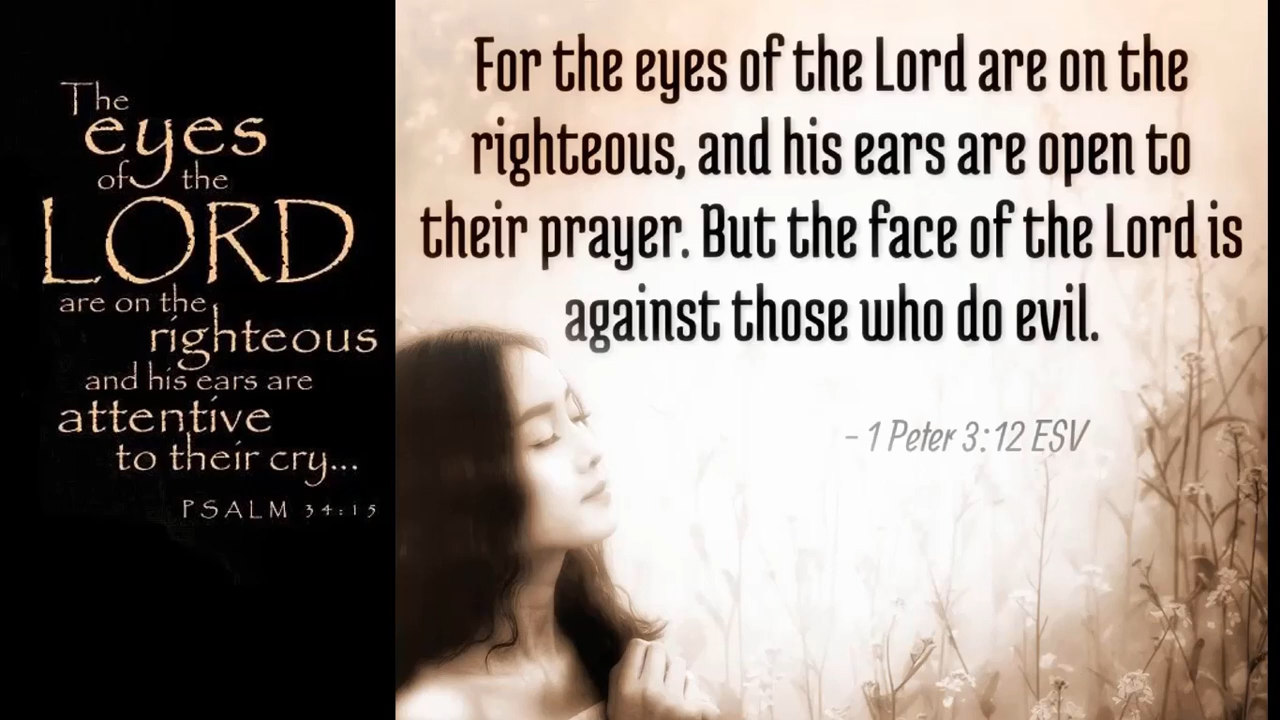 The
eyes
of the
LORD
are on the
righteous
and his ears are
attentive
to their cry...
PSALM 34:15
For the eyes of the Lord are on the
righteous, and his ears are open to
their prayer. But the face of the Lord is
against those who do evil.
- 1 Peter 3:12 ESV